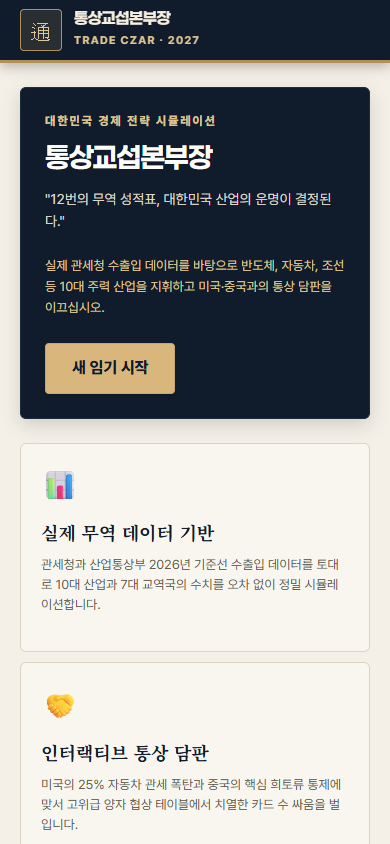 通
통상교섭본부장
TRADE CZAR · 2027
대한민국 경제 전략 시뮬레이션
통상교섭본부장
"12번의 무역 성적표, 대한민국 산업의 운명이 결정된
다."
실제 관세청 수출입 데이터를 바탕으로 반도체, 자동차, 조선
등 10대 주력 산업을 지휘하고 미국·중국과의 통상 담판을
이끄십시오.
새 임기 시작
실제 무역 데이터 기반
관세청과 산업통상부 2026년 기준선 수출입 데이터를 토대
로 10대 산업과 7대 교역국의 수치를 오차 없이 정밀 시뮬레
이션합니다.
인터랙티브 통상 담판
미국의 25% 자동차 관세 폭탄과 중국의 핵심 희토류 통제에
맞서 고위급 양자 협상 테이블에서 치열한 카드 수 싸움을 벌
입니다.